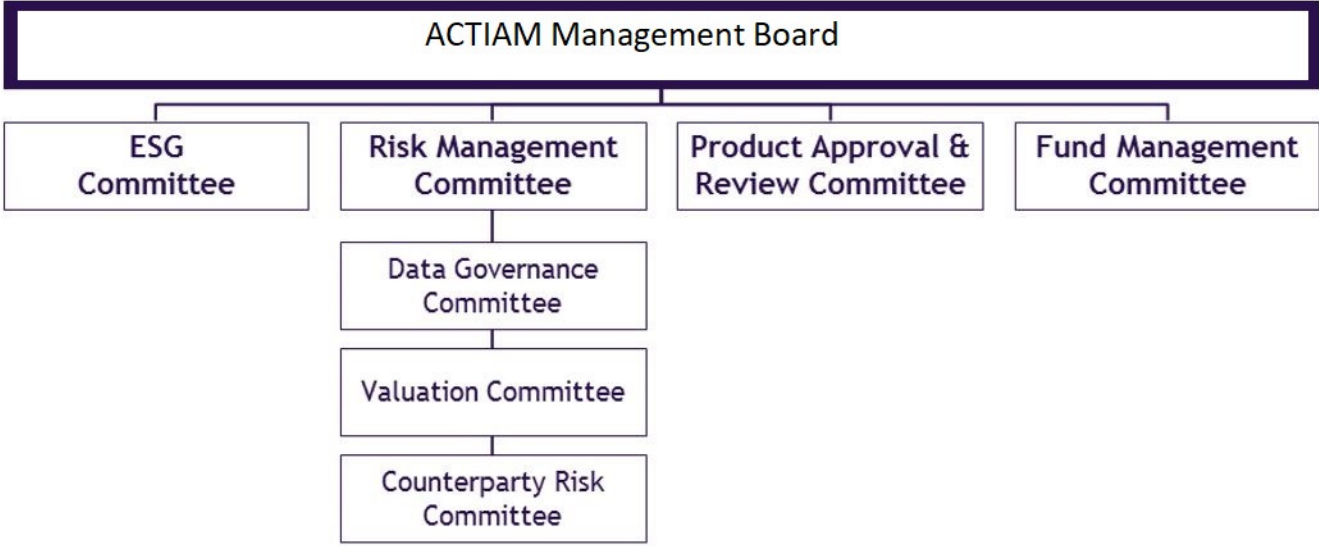 ACTIAM Management Board
ESG
Committee
Risk Management
Committee
Product Approval &
Review Committee
Fund Management
Committee
Data Governance
Committee
Valuation Committee
Counterparty Risk
Committee